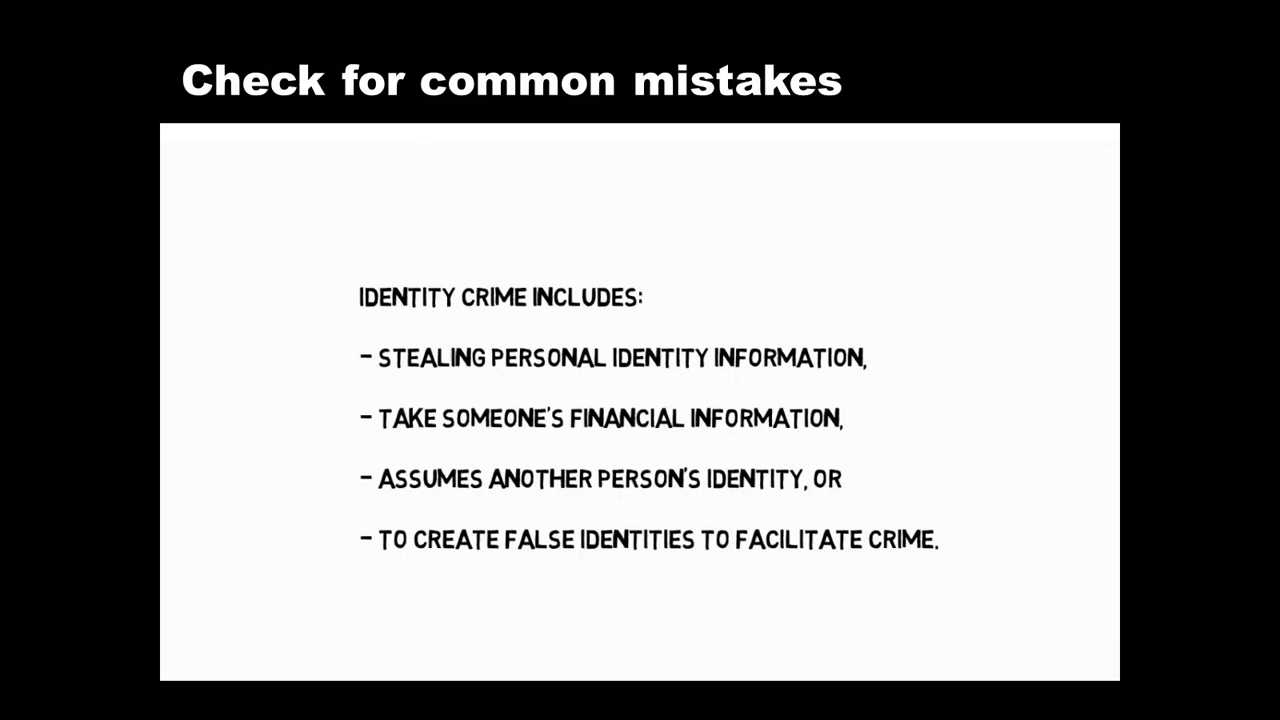 Check for common mistakes
IDENTITY CRIME INCLUDES:
- STEALING PERSONAL IDENTITY INFORMATION,
- TAKE SOMEONE'S FINANCIAL INFORMATION,
- ASSUMES ANOTHER PERSON'S IDENTITY, OR
- TO CREATE FALSE IDENTITIES TO FACILITATE CRIME.